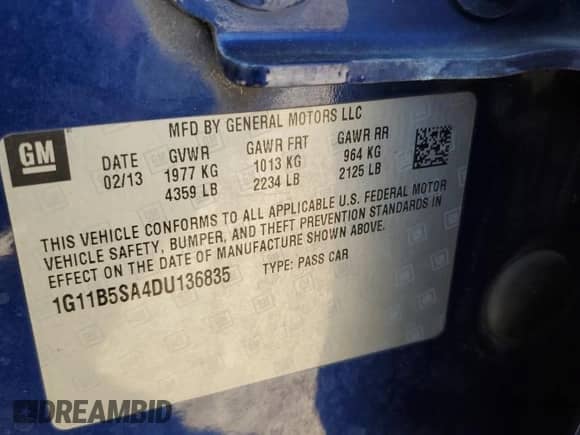 GM
MFD BY GENERAL MOTORS LLC
DATE GVWR GAWR FRT GAWR RR
02/13 1977 KG 1013 KG 964 KG
4359 LB 2234 LB 2125 LB
THIS VEHICLE CONFORMS TO ALL APPLICABLE U.S. FEDERAL MOTOR
VEHICLE SAFETY, BUMPER, AND THEFT PREVENTION STANDARDS IN
EFFECT ON THE DATE OF MANUFACTURE SHOWN ABOVE.
1G11B5SA4DU136835 TYPE: PASS CAR
DREAMBID